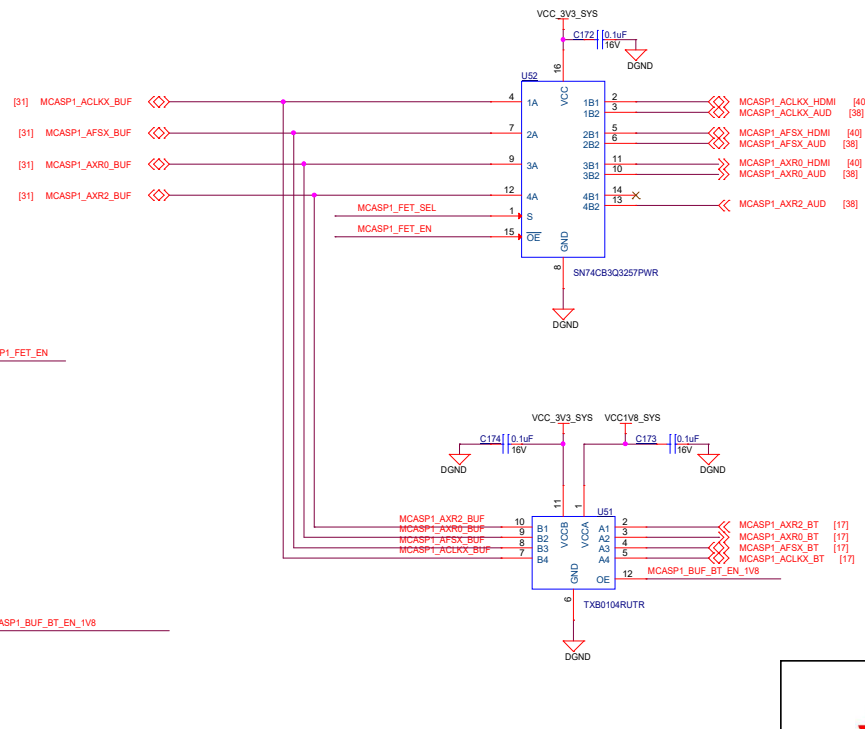 VCC_3V3_SYS
C172 0.1uF
16V
DGND
16
U52
VCC
[31] MCASP1_ACLKX_BUF 4 1A 1B1 2 MCASP1_ACLKX_HDMI [40
1B2 3 MCASP1_ACLKX_AUD [38]
[31] MCASP1_AFSX_BUF 7 2A 2B1 5 MCASP1_AFSX_HDMI [40]
2B2 6 MCASP1_AFSX_AUD [38]
[31] MCASP1_AXR0_BUF 9 3A 3B1 11 MCASP1_AXR0_HDMI [40]
3B2 10 MCASP1_AXR0_AUD [38]
[31] MCASP1_AXR2_BUF 12 4A 4B1 14
4B2 13 MCASP1_AXR2_AUD [38]
MCASP1_FET_SEL 1 S
MCASP1_FET_EN 15 OE
GND
8
SN74CB3Q3257PWR
DGND
P1_FET_EN
VCC_3V3_SYS VCC1V8_SYS
C174 0.1uF
16V
C173 0.1uF
16V
DGND
DGND
11 1
U51
VCCB VCCA
MCASP1_AXR2_BUF 10 B1 A1 2 MCASP1_AXR2_BT [17]
MCASP1_AXR0_BUF 9 B2 A2 3 MCASP1_AXR0_BT [17]
MCASP1_AFSX_BUF 8 B3 A3 4 MCASP1_AFSX_BT [17]
MCASP1_ACLKX_BUF 7 B4 A4 5 MCASP1_ACLKX_BT [17]
GND OE 12 MCASP1_BUF_BT_EN_1V8
6
TXB0104RUTR
DGND
ASP1_BUF_BT_EN_1V8